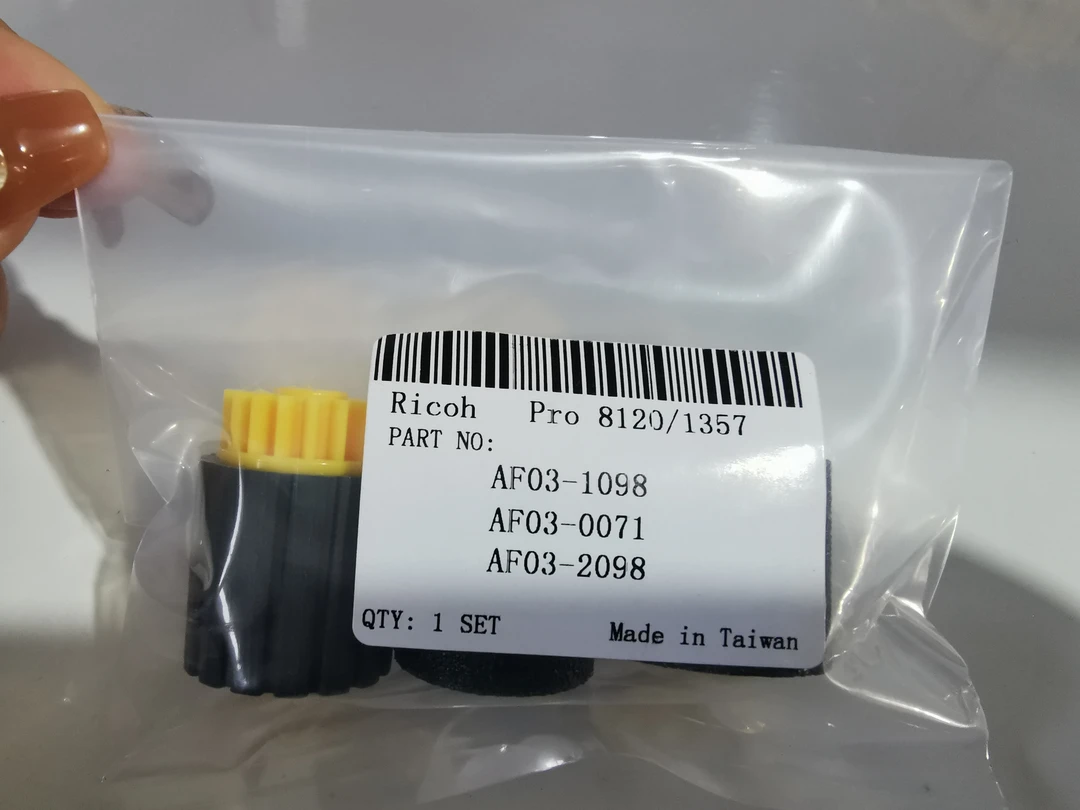 Ricoh Pro 8120/1357
PART NO:
AF03-1098
AF03-0071
AF03-2098
QTY: 1 SET Made in Taiwan